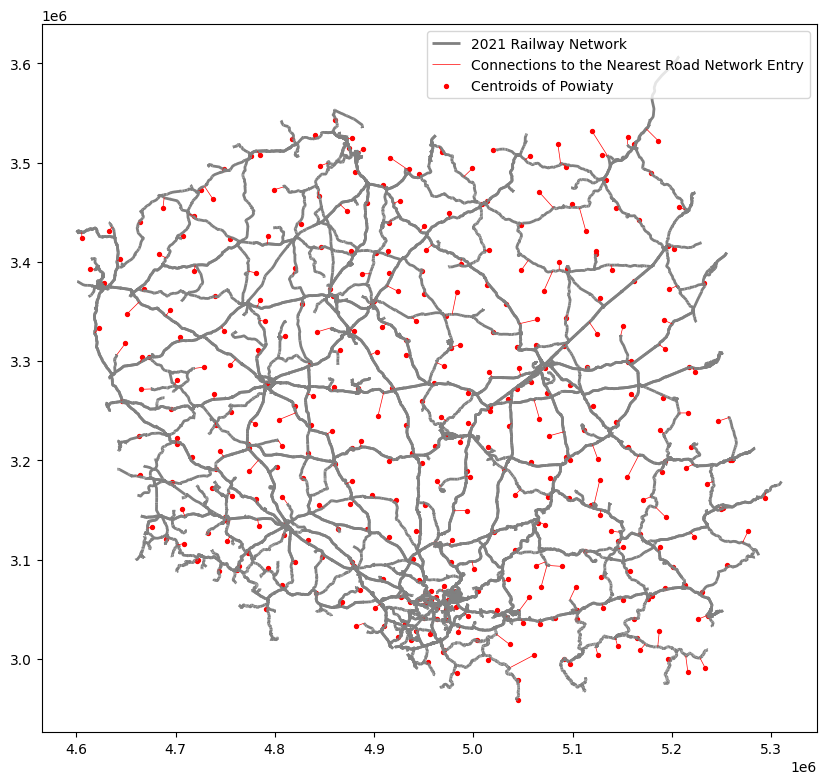 1e6
2021 Railway Network
Connections to the Nearest Road Network Entry
Centroids of Powiaty
3.6
3.5
3.4
3.3
3.2
3.1
3.0
4.6 4.7 4.8 4.9 5.0 5.1 5.2 5.3
1e6